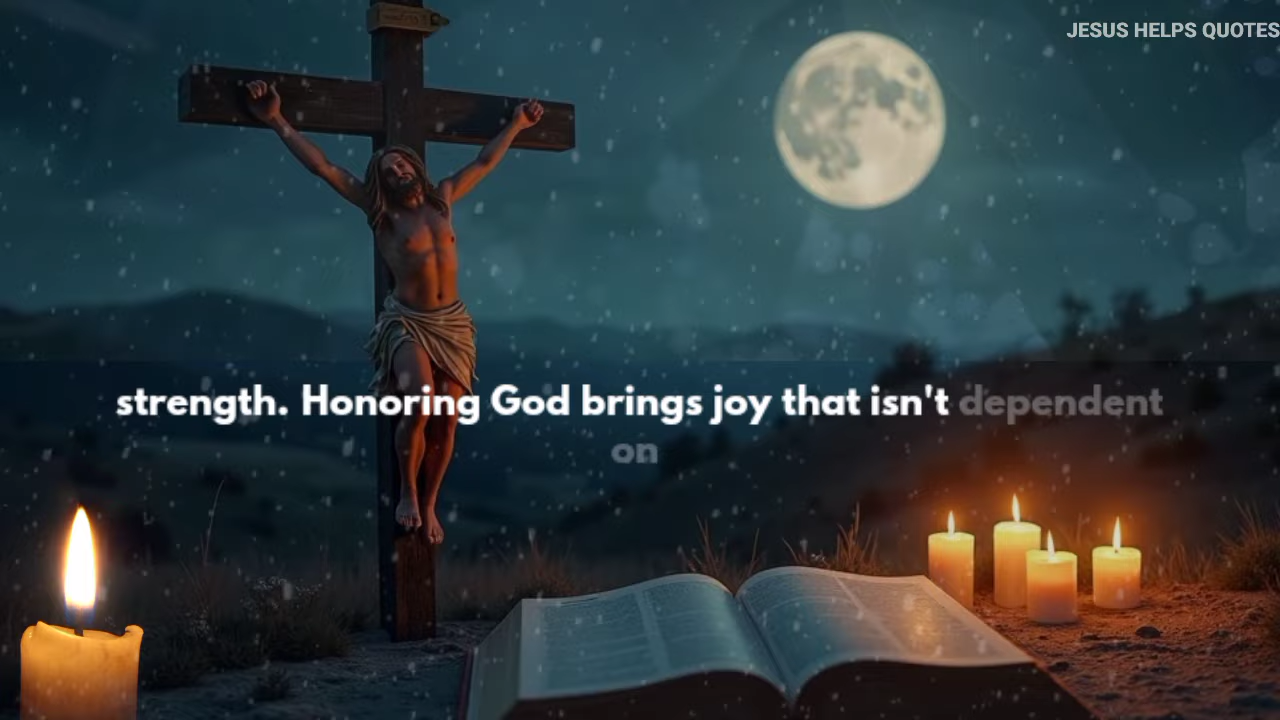 JESUS HELPS QUOTES
strength. Honoring God brings joy that isn't dependent
on